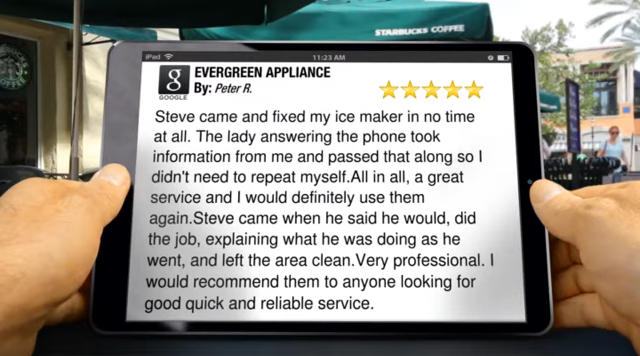 STARBUCKS COFFEE
iPad
11:23 AM
g
GOOGLE
EVERGREEN APPLIANCE
By: Peter R.
Steve came and fixed my ice maker in no time
at all. The lady answering the phone took
information from me and passed that along so I
didn't need to repeat myself.All in all, a great
service and I would definitely use them
again.Steve came when he said he would, did
the job, explaining what he was doing as he
went, and left the area clean.Very professional. I
would recommend them to anyone looking for
good quick and reliable service.